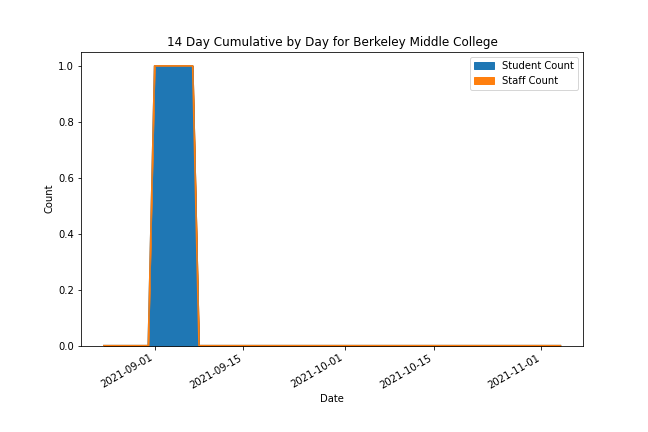 14 Day Cumulative by Day for Berkeley Middle College
Student Count
Staff Count
1.0
0.8
0.6
0.4
0.2
0.0
Count
2021-09-01
2021-09-15
2021-10-01
2021-10-15
2021-11-01
Date